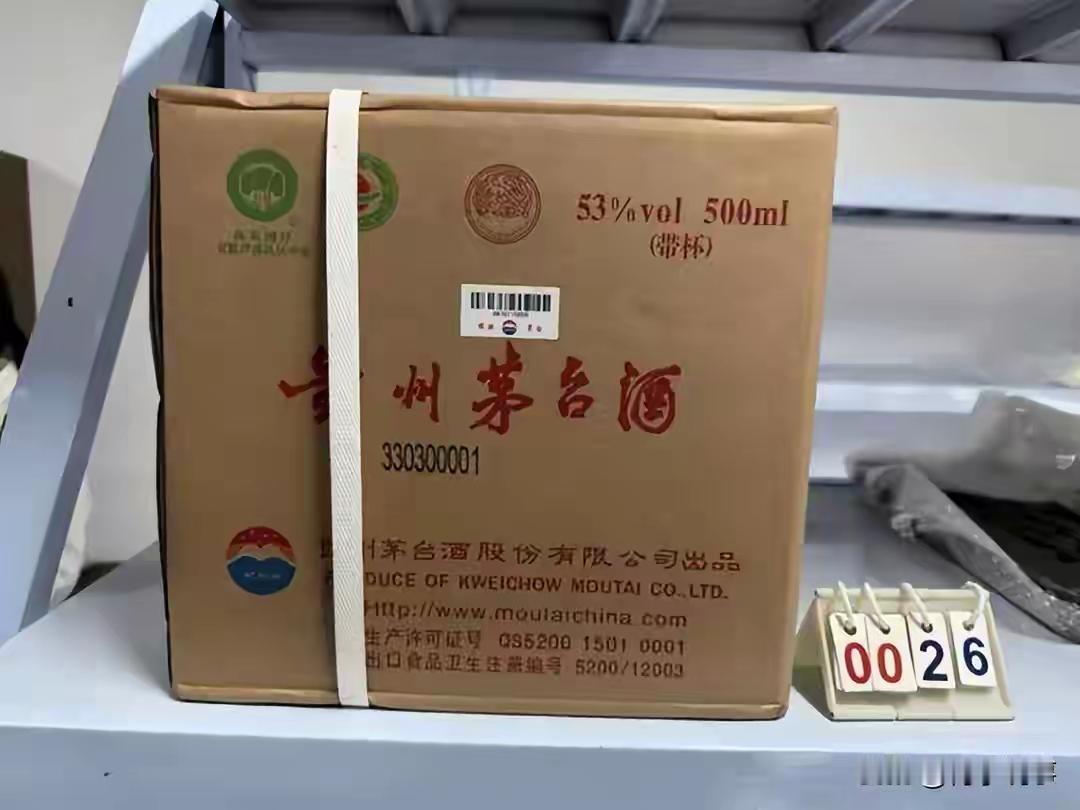 53%vol 500ml
(带杯)
贵州茅台酒
330300001
州茅台酒股份有限公司出品
DUCE OF KWEICHOW MOUTAI CO.,LTD.
Http://www.moutaichina.com
生产许可证号 QS5200 1501 0001
出口食品卫生注册编号 5200/12003
0026